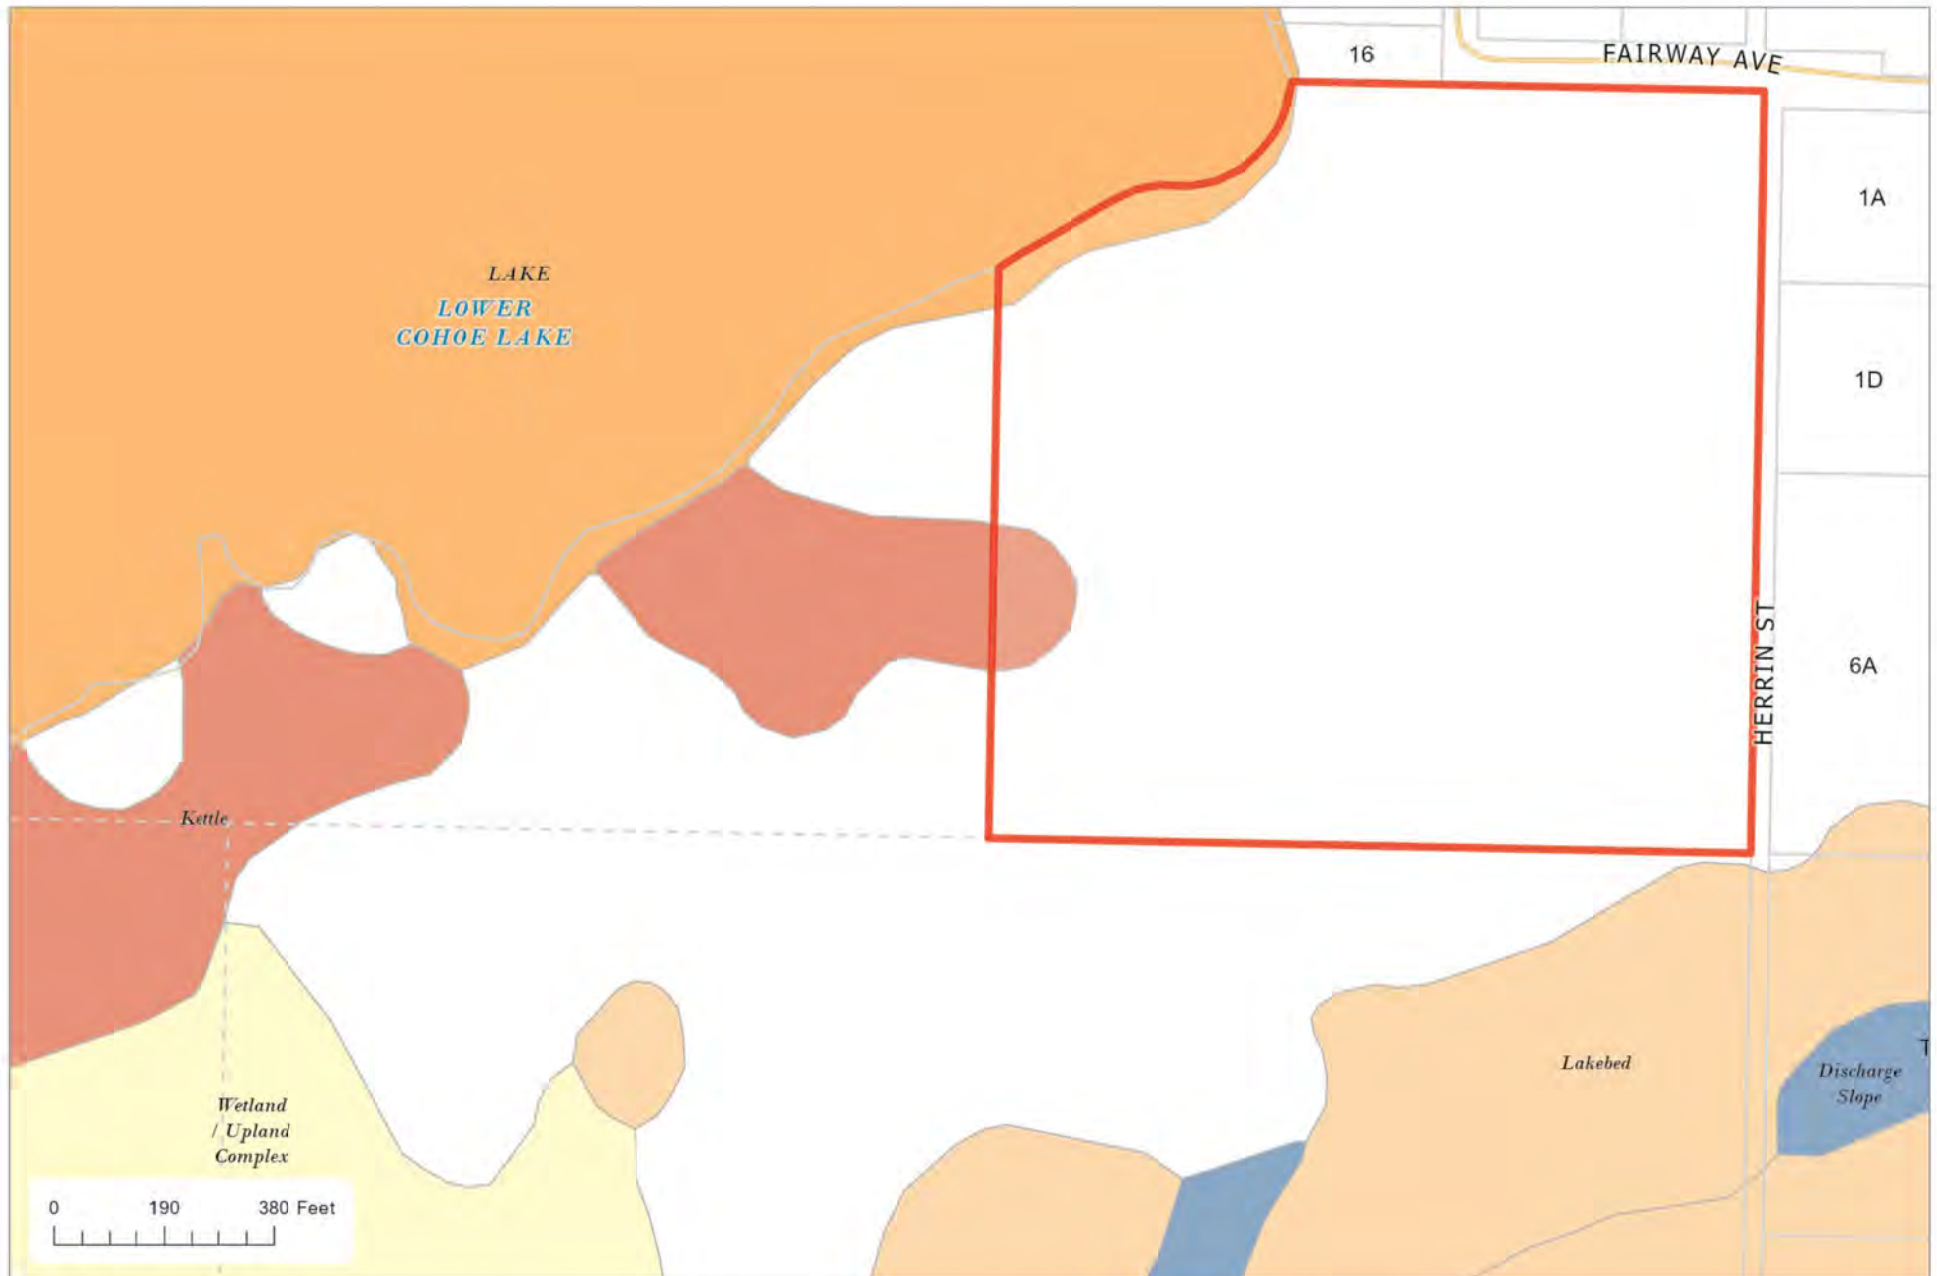 16
FAIRWAY AVE
1A
LAKE
LOWER
COHOE LAKE
1D
HERRIN ST
6A
Kettle
Lakebed
Discharge
Slope
T
Wetland
/ Upland
Complex
0 190 380 Feet